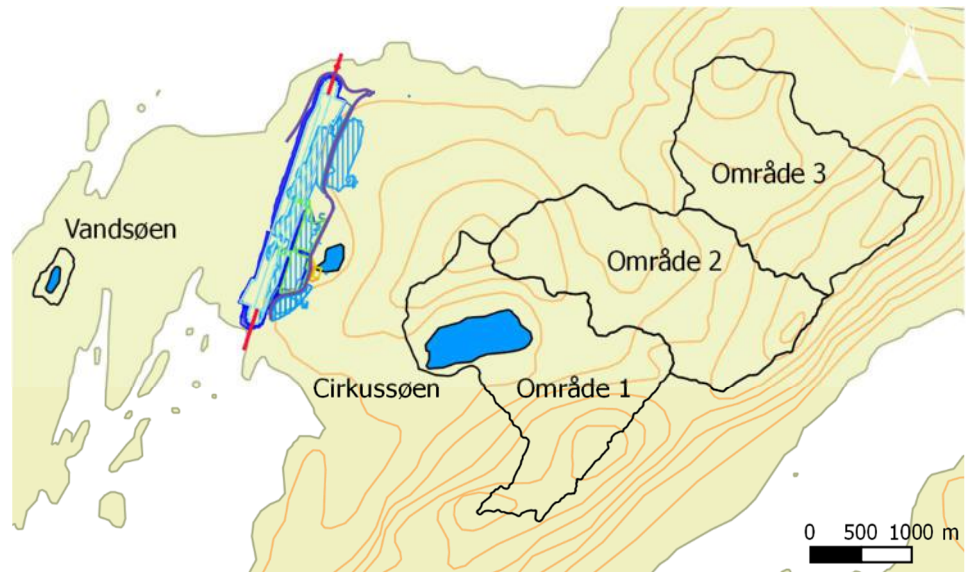 N
Område 3
Vandsøen
Område 2
Cirkussøen
Område 1
0 500 1000 m